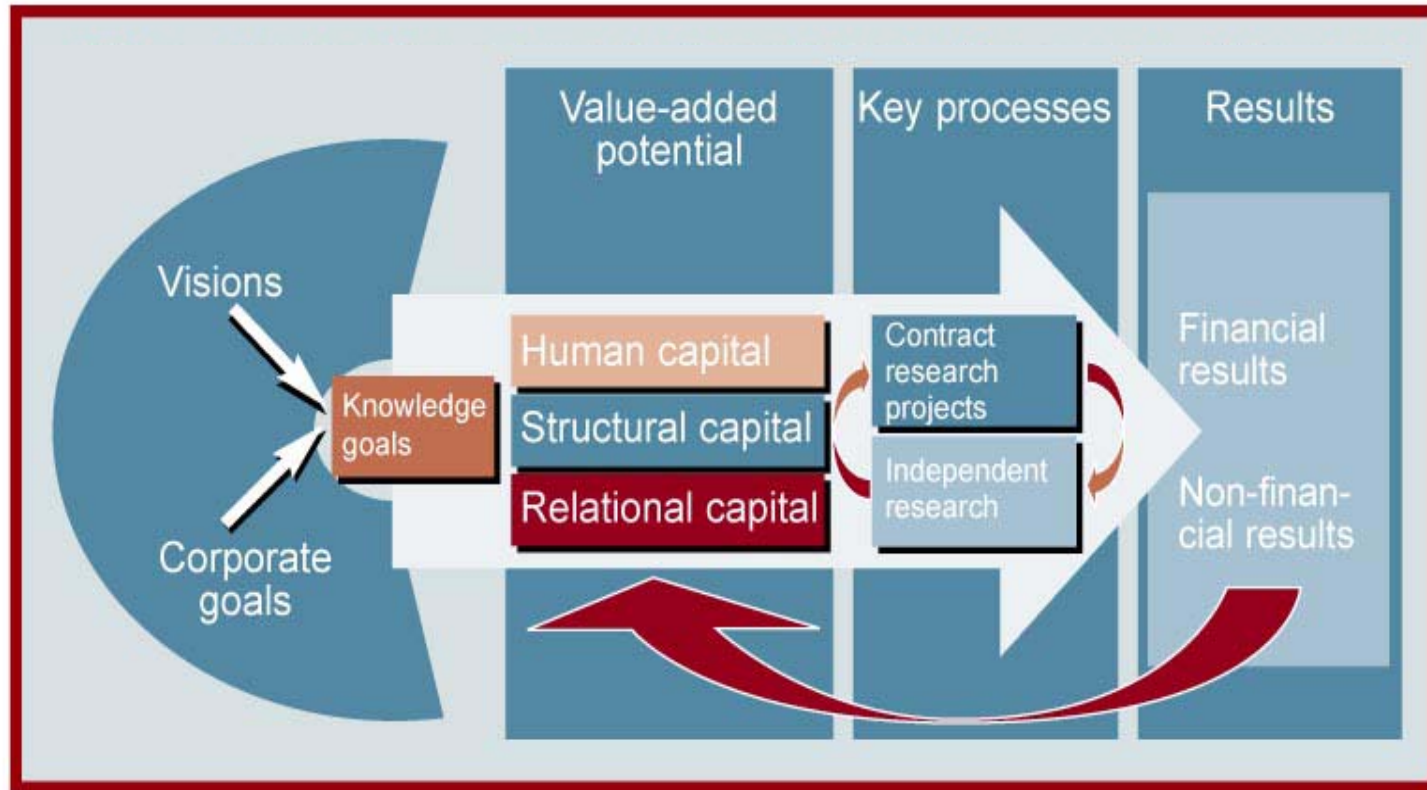 Value-added
potential
Key processes
Results
Visions
Corporate
goals
Knowledge
goals
Human capital
Structural capital
Relational capital
Contract
research
projects
Independent
research
Financial
results
Non-finan-
cial results